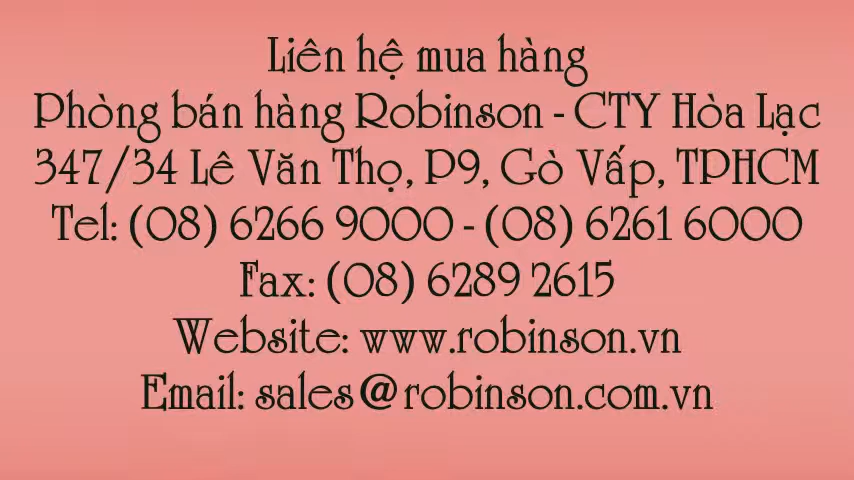 Liên hệ mua hàng
Phòng bán hàng Robinson - CTY Hòa Lạc
347/34 Lê Văn Thọ, P9, Gò Vấp, TPHCM
Tel: (08) 6266 9000 - (08) 6261 6000
Fax: (08) 6289 2615
Website: www.robinson.vn
Email: sales@robinson.com.vn